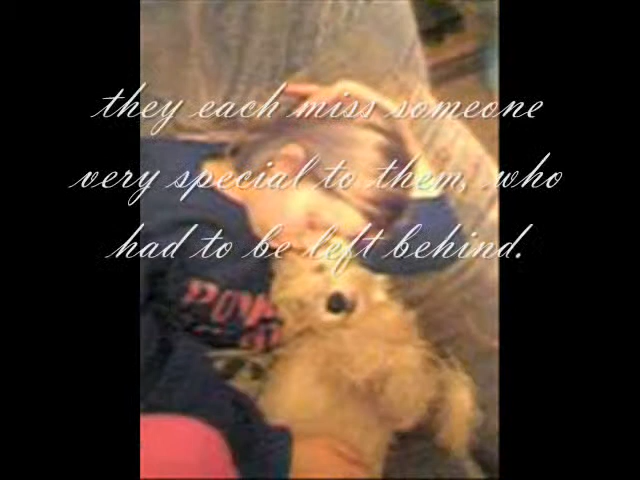 they each miss someone
very special to them, who
had to be left behind.